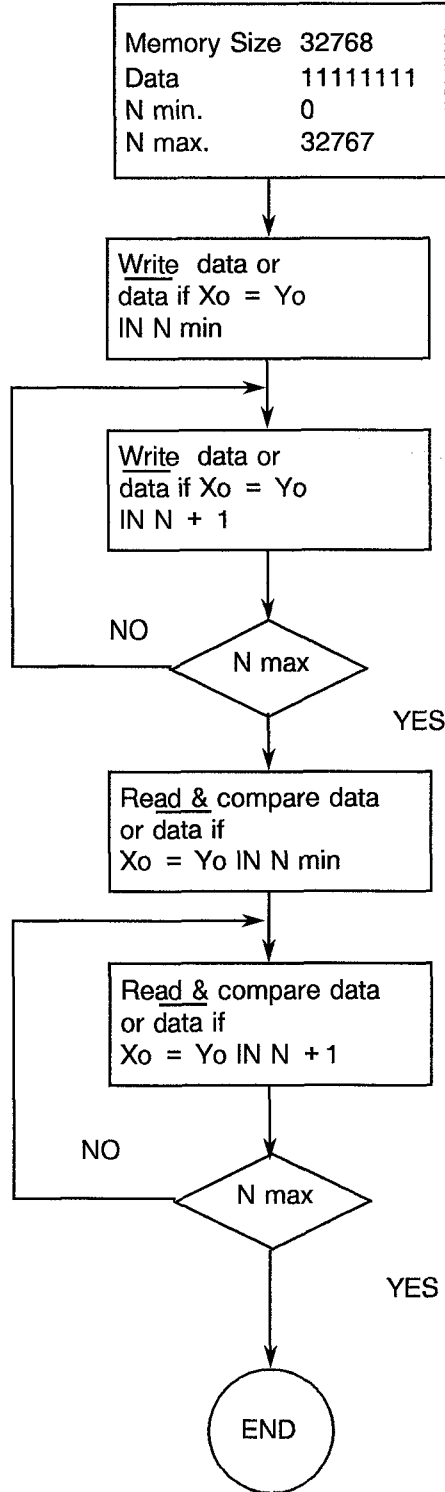 Memory Size 32768
Data 11111111
N min. 0
N max. 32767
Write data or
data if Xo = Yo
IN N min
Write data or
data if Xo = Yo
IN N + 1
NO
N max
YES
Read & compare data
or data if
Xo = Yo IN N min
Read & compare data
or data if
Xo = Yo IN N +1
NO
N max
YES
END